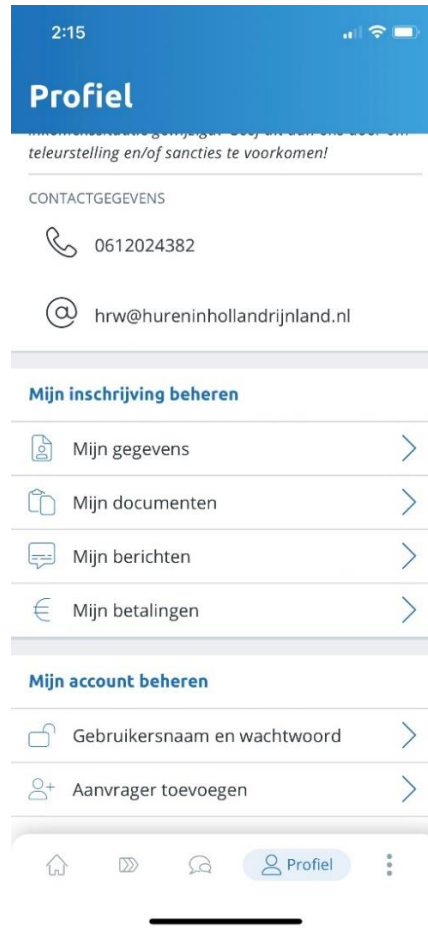 2:15
Profiel
teleurstelling en/of sancties te voorkomen!
CONTACTGEGEVENS
0612024382
hrw@hureninhollandrijnland.nl
Mijn inschrijving beheren
Mijn gegevens
Mijn documenten
Mijn berichten
Mijn betalingen
Mijn account beheren
Gebruikersnaam en wachtwoord
Aanvrager toevoegen
Profiel